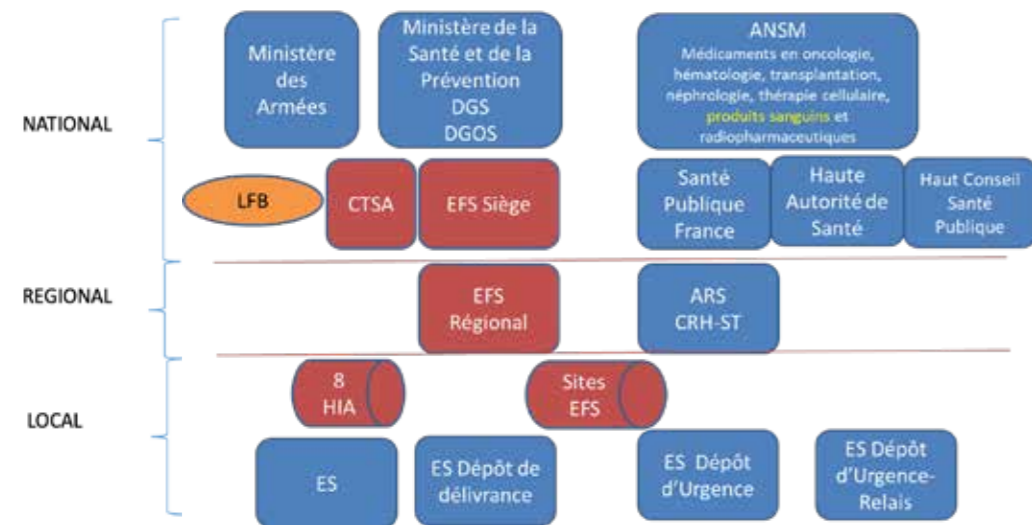 NATIONAL
Ministère
des
Armées
Ministère de la
Santé et de la
Prévention
DGS
DGOS
ANSM
Médicaments en oncologie,
hématologie, transplantation,
néphrologie, thérapie cellulaire,
produits sanguins et
radiopharmaceutiques
LFB
CTSA
EFS Siège
Santé
Publique
France
Haute
Autorité de
Santé
Haut Conseil
Santé
Publique
REGIONAL
EFS
Régional
ARS
CRH-ST
LOCAL
8
HIA
Sites
EFS
ES
ES Dépôt de
délivrance
ES Dépôt
d'Urgence
ES Dépôt
d'Urgence-
Relais